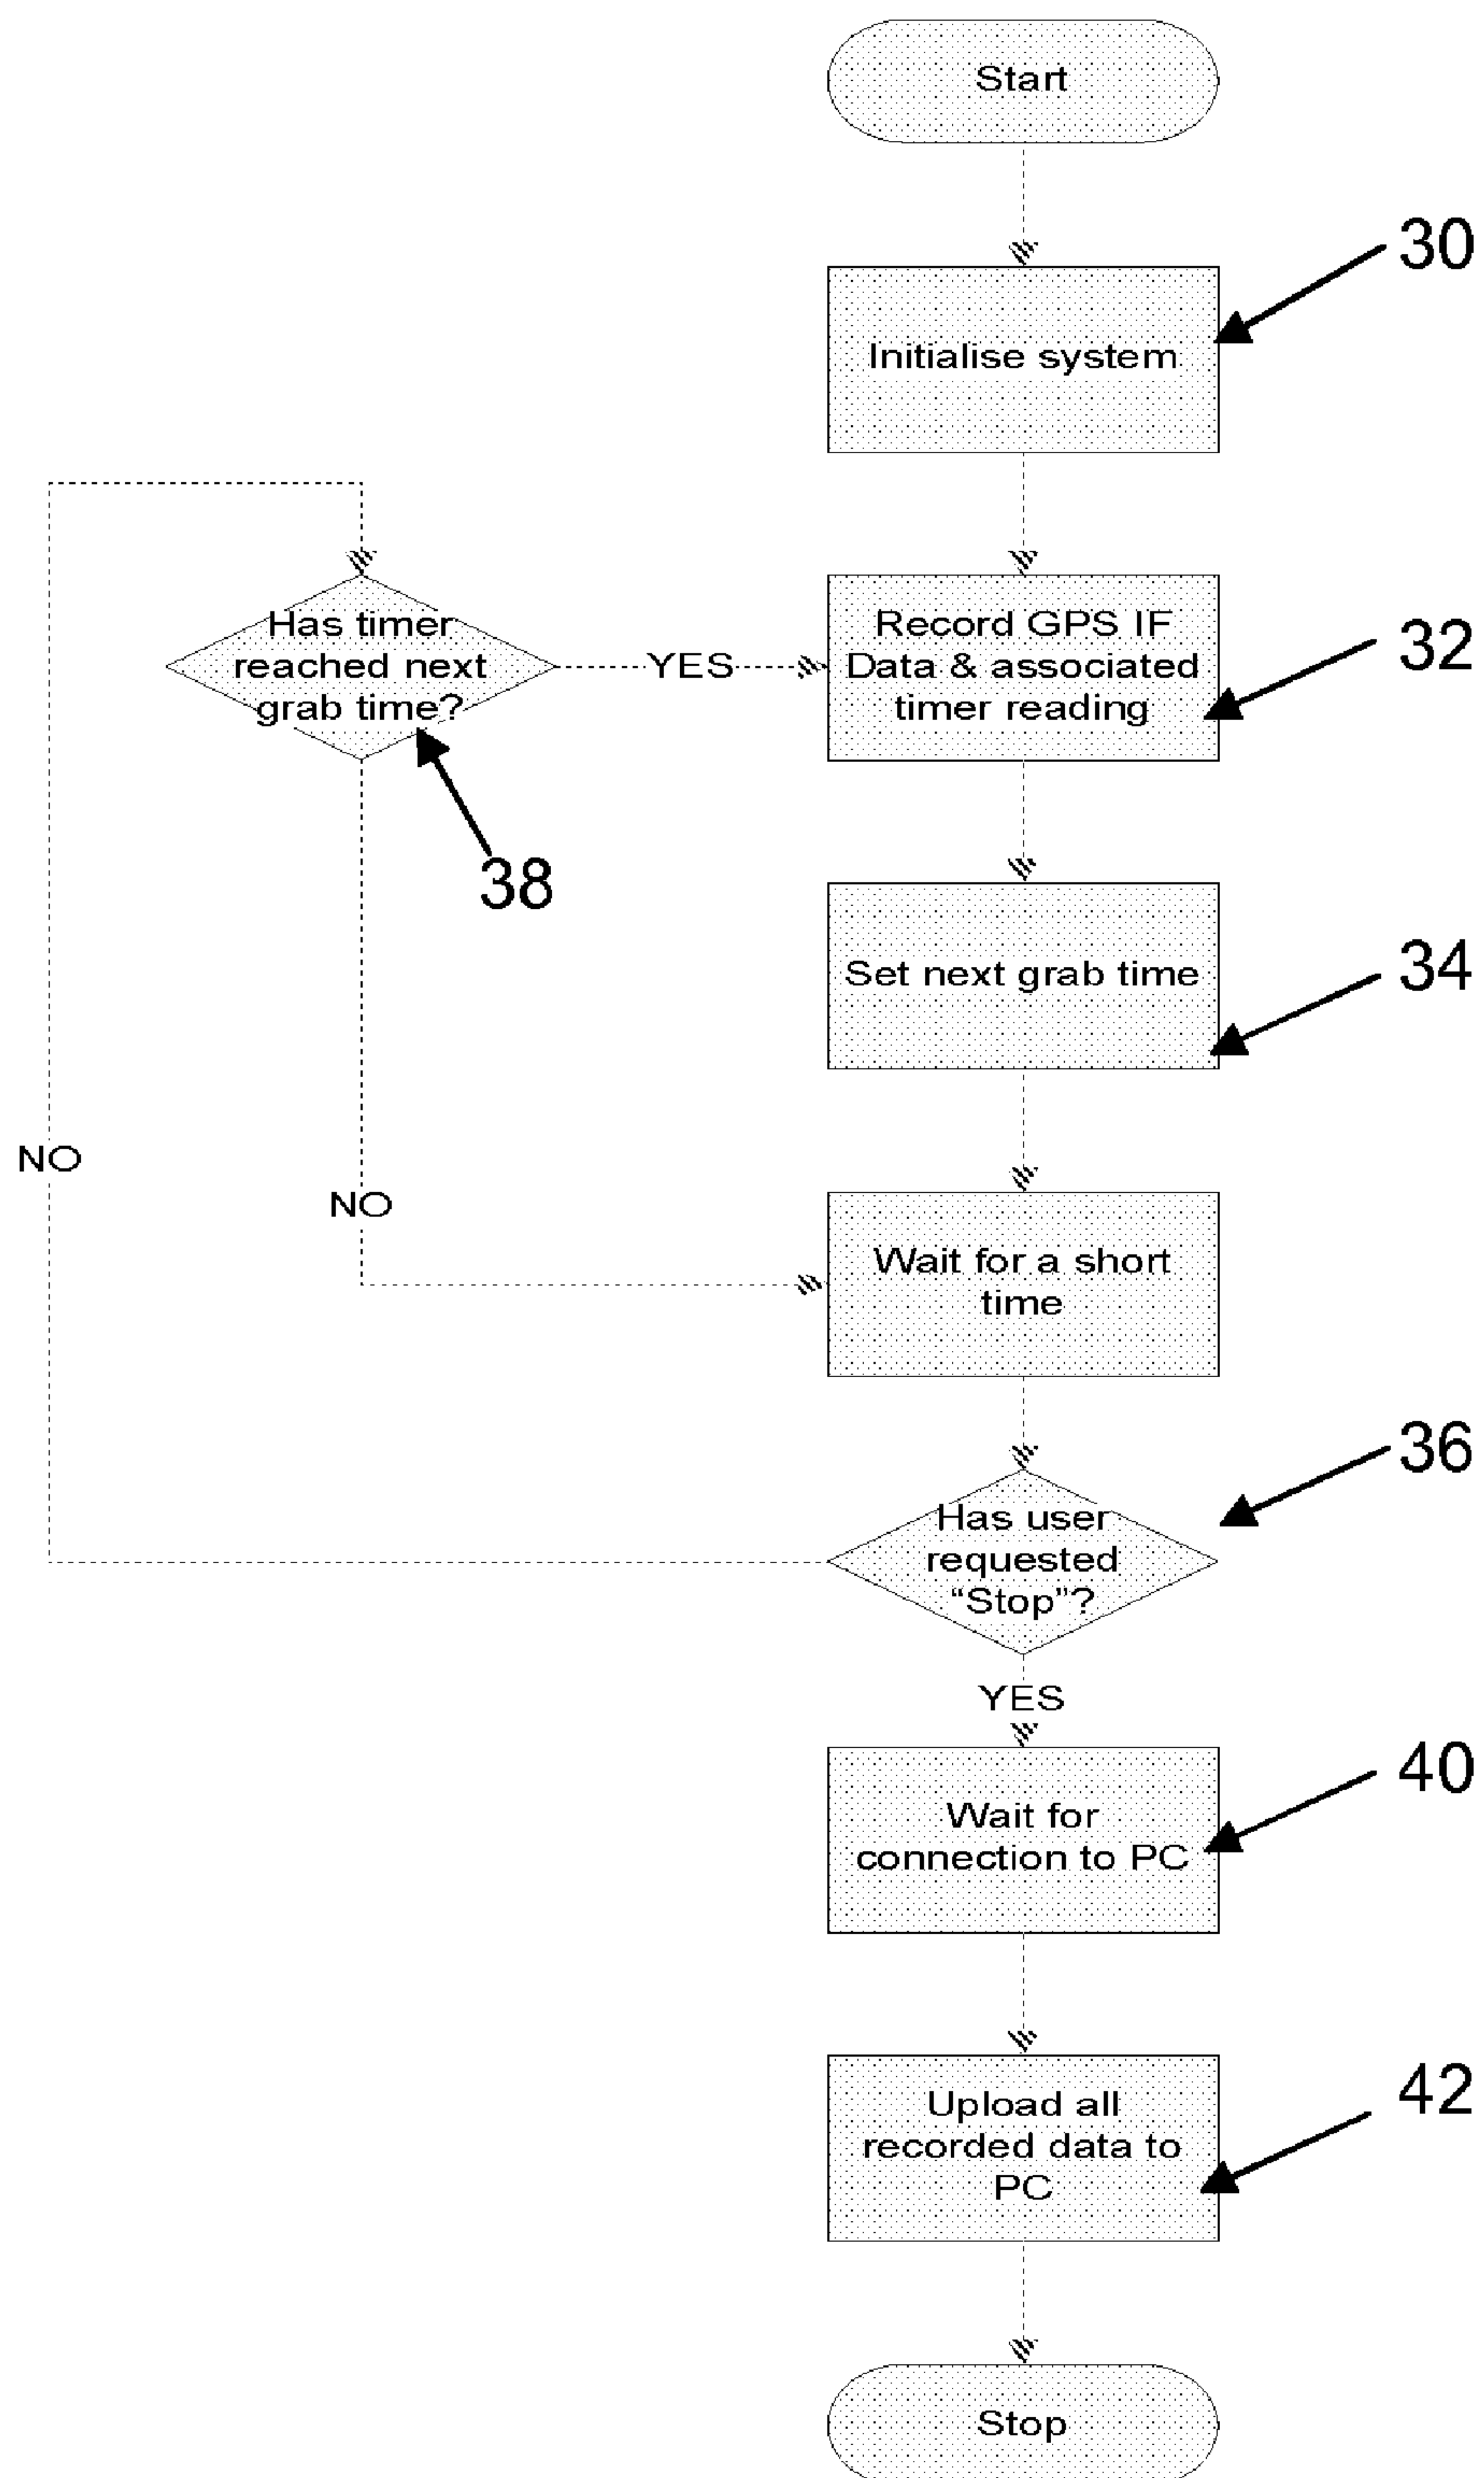 Start
30
Initialise system
Has timer
reached next
grab time?
YES
Record GPS IF
Data & associated
timer reading
32
38
Set next grab time
34
NO
NO
Wait for a short
time
36
Has user
requested
“Stop”?
YES
40
Wait for
connection to PC
42
Upload all
recorded data to
PC
Stop